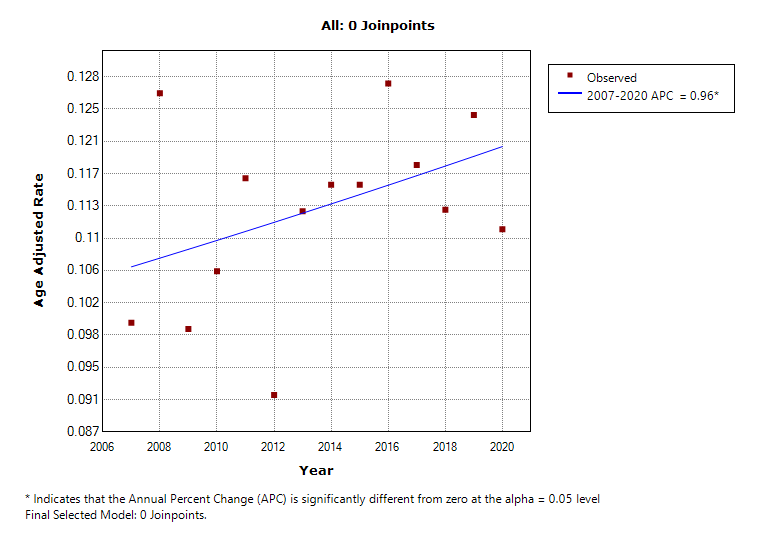 All: 0 Joinpoints
Observed
2007-2020 APC = 0.96*
Age Adjusted Rate
0.128
0.125
0.121
0.117
0.113
0.11
0.106
0.102
0.098
0.095
0.091
0.087
2006 2008 2010 2012 2014 2016 2018 2020
Year
* Indicates that the Annual Percent Change (APC) is significantly different from zero at the alpha = 0.05 level
Final Selected Model: 0 Joinpoints.